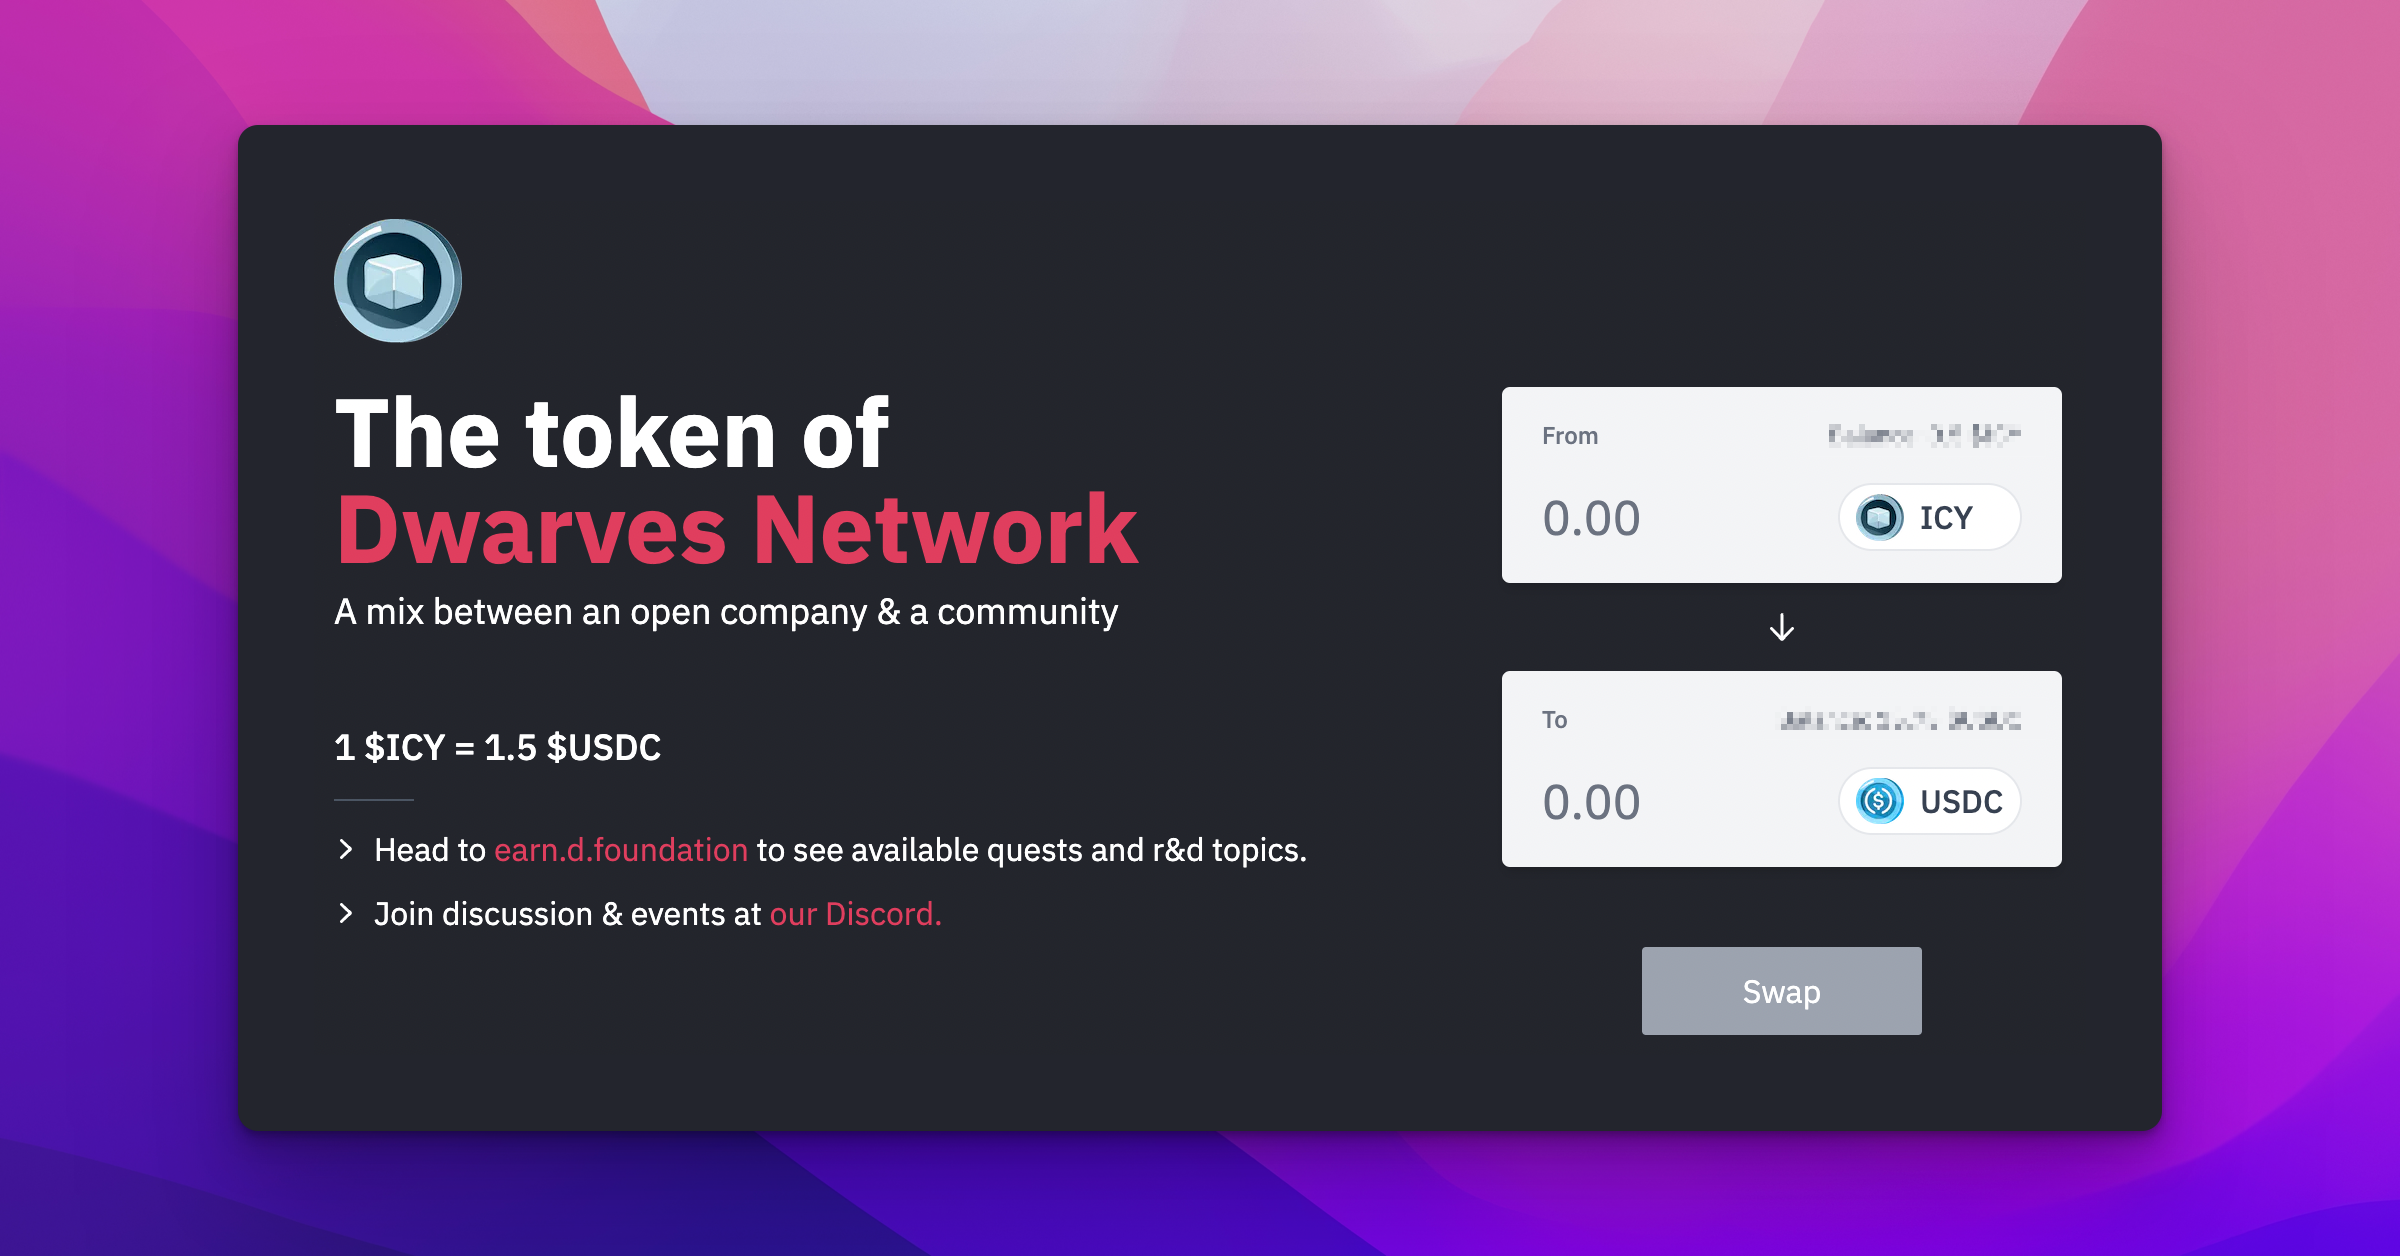 The token of
Dwarves Network
A mix between an open company & a community
1 $ICY = 1.5 $USDC
Head to earn.d.foundation to see available quests and r&d topics.
Join discussion & events at our Discord.
From
0.00
ICY
To
0.00
USDC
Swap